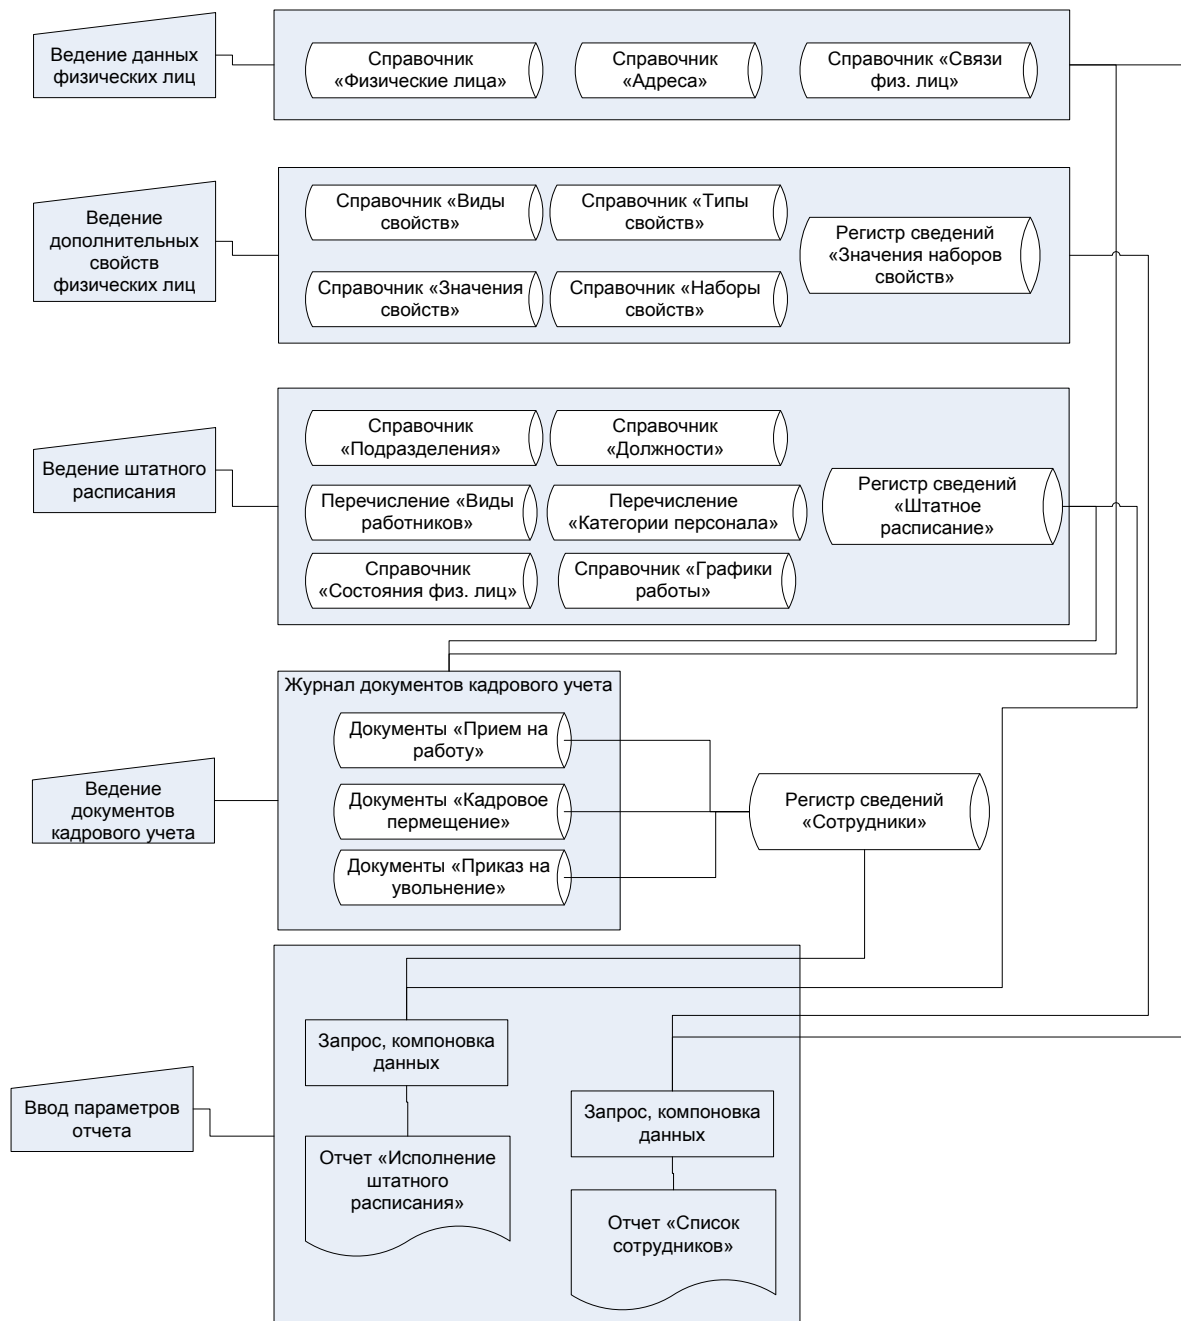 Ведение данных
физических лиц
Справочник
«Физические лица»
Справочник
«Адреса»
Справочник «Связи
физ. лиц»
Ведение
дополнительных
свойств
физических лиц
Справочник «Виды
свойств»
Справочник «Типы
свойств»
Регистр сведений
«Значения наборов
свойств»
Справочник «Значения
свойств»
Справочник «Наборы
свойств»
Ведение штатного
расписания
Справочник
«Подразделения»
Справочник
«Должности»
Регистр сведений
«Штатное
расписание»
Перечисление «Виды
работников»
Перечисление
«Категории персонала»
Справочник
«Состояния физ. лиц»
Справочник «Графики
работы»
Журнал документов кадрового учета
Документы «Прием на
работу»
Ведение
документов
кадрового учета
Документы «Кадровое
пермещение»
Регистр сведений
«Сотрудники»
Документы «Приказ на
увольнение»
Запрос, компоновка
данных
Ввод параметров
отчета
Запрос, компоновка
данных
Отчет «Исполнение
штатного
расписания»
Отчет «Список
сотрудников»